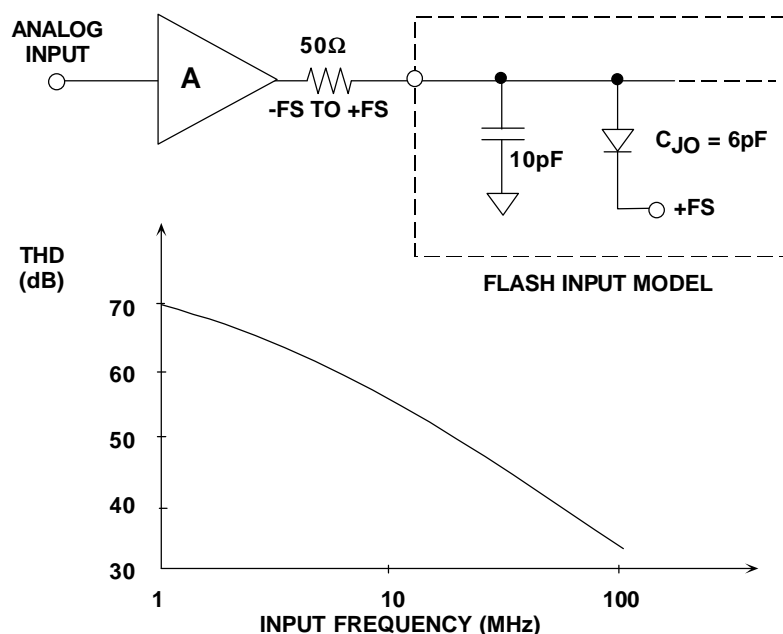 ANALOG
INPUT
A
50Ω
-FS TO +FS
10pF
C_JO = 6pF
+FS
FLASH INPUT MODEL
THD
(dB)
70
60
50
40
30
1
10
100
INPUT FREQUENCY (MHz)